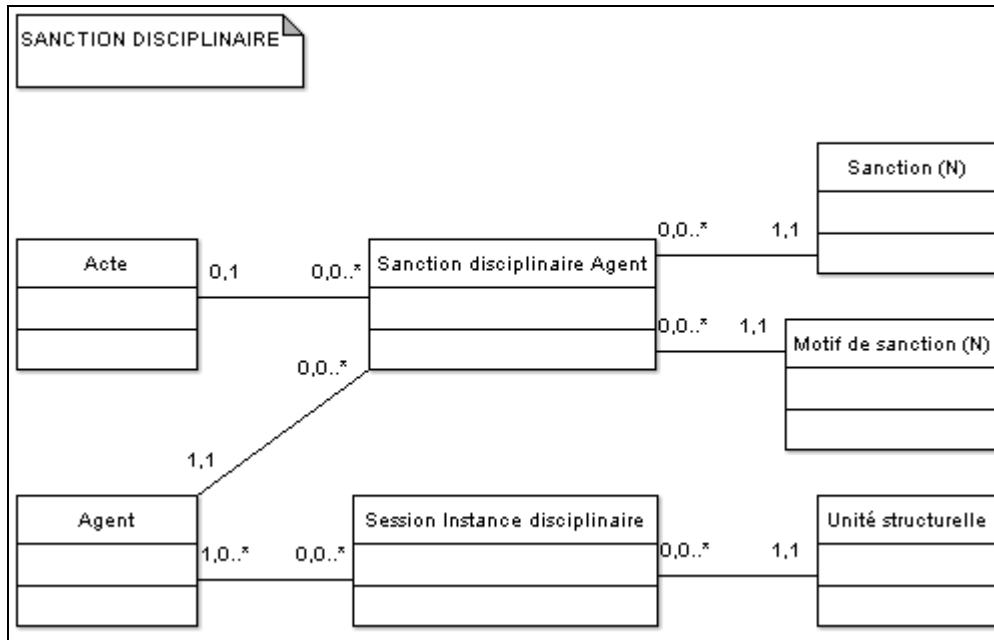 SANCTION DISCIPLINAIRE
Sanction (N)
0,0..* 1,1
Acte
0,1 0,0..*
Sanction disciplinaire Agent
0,0..* 1,1
Motif de sanction (N)
0,0..*
1,1
Agent
1,0..* 0,0..*
Session Instance disciplinaire
0,0..* 1,1
Unité structurelle